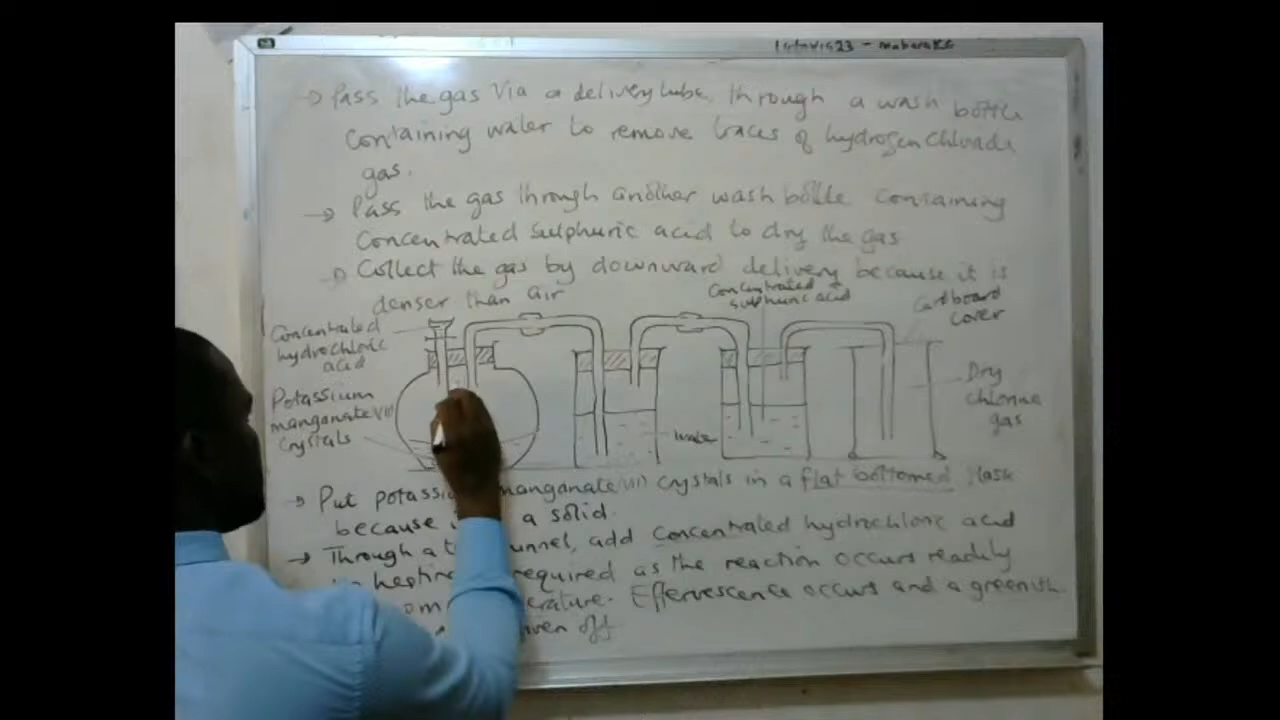 → Pass the gas via a delivery tube, through a wash bottle
containing water to remove traces of hydrogen chloride
gas.
→ Pass the gas through another wash bottle containing
Concentrated sulphuric acid to dry the gas
→ Collect the gas by downward delivery because it is
denser than air
Concentrated
sulphuric acid
Cardboard
cover
Concentrated
hydrochloric
acid
Potassium
manganate(VII)
crystals
water
Dry
chlorine
gas
→ Put potassium manganate(VII) crystals in a flat bottomed flask
because a solid.
→ Through a unnel, add concentrated hydrochloric acid
heating required as the reaction occurs readily
erature. Effervescence occurs and a greenish
iven off